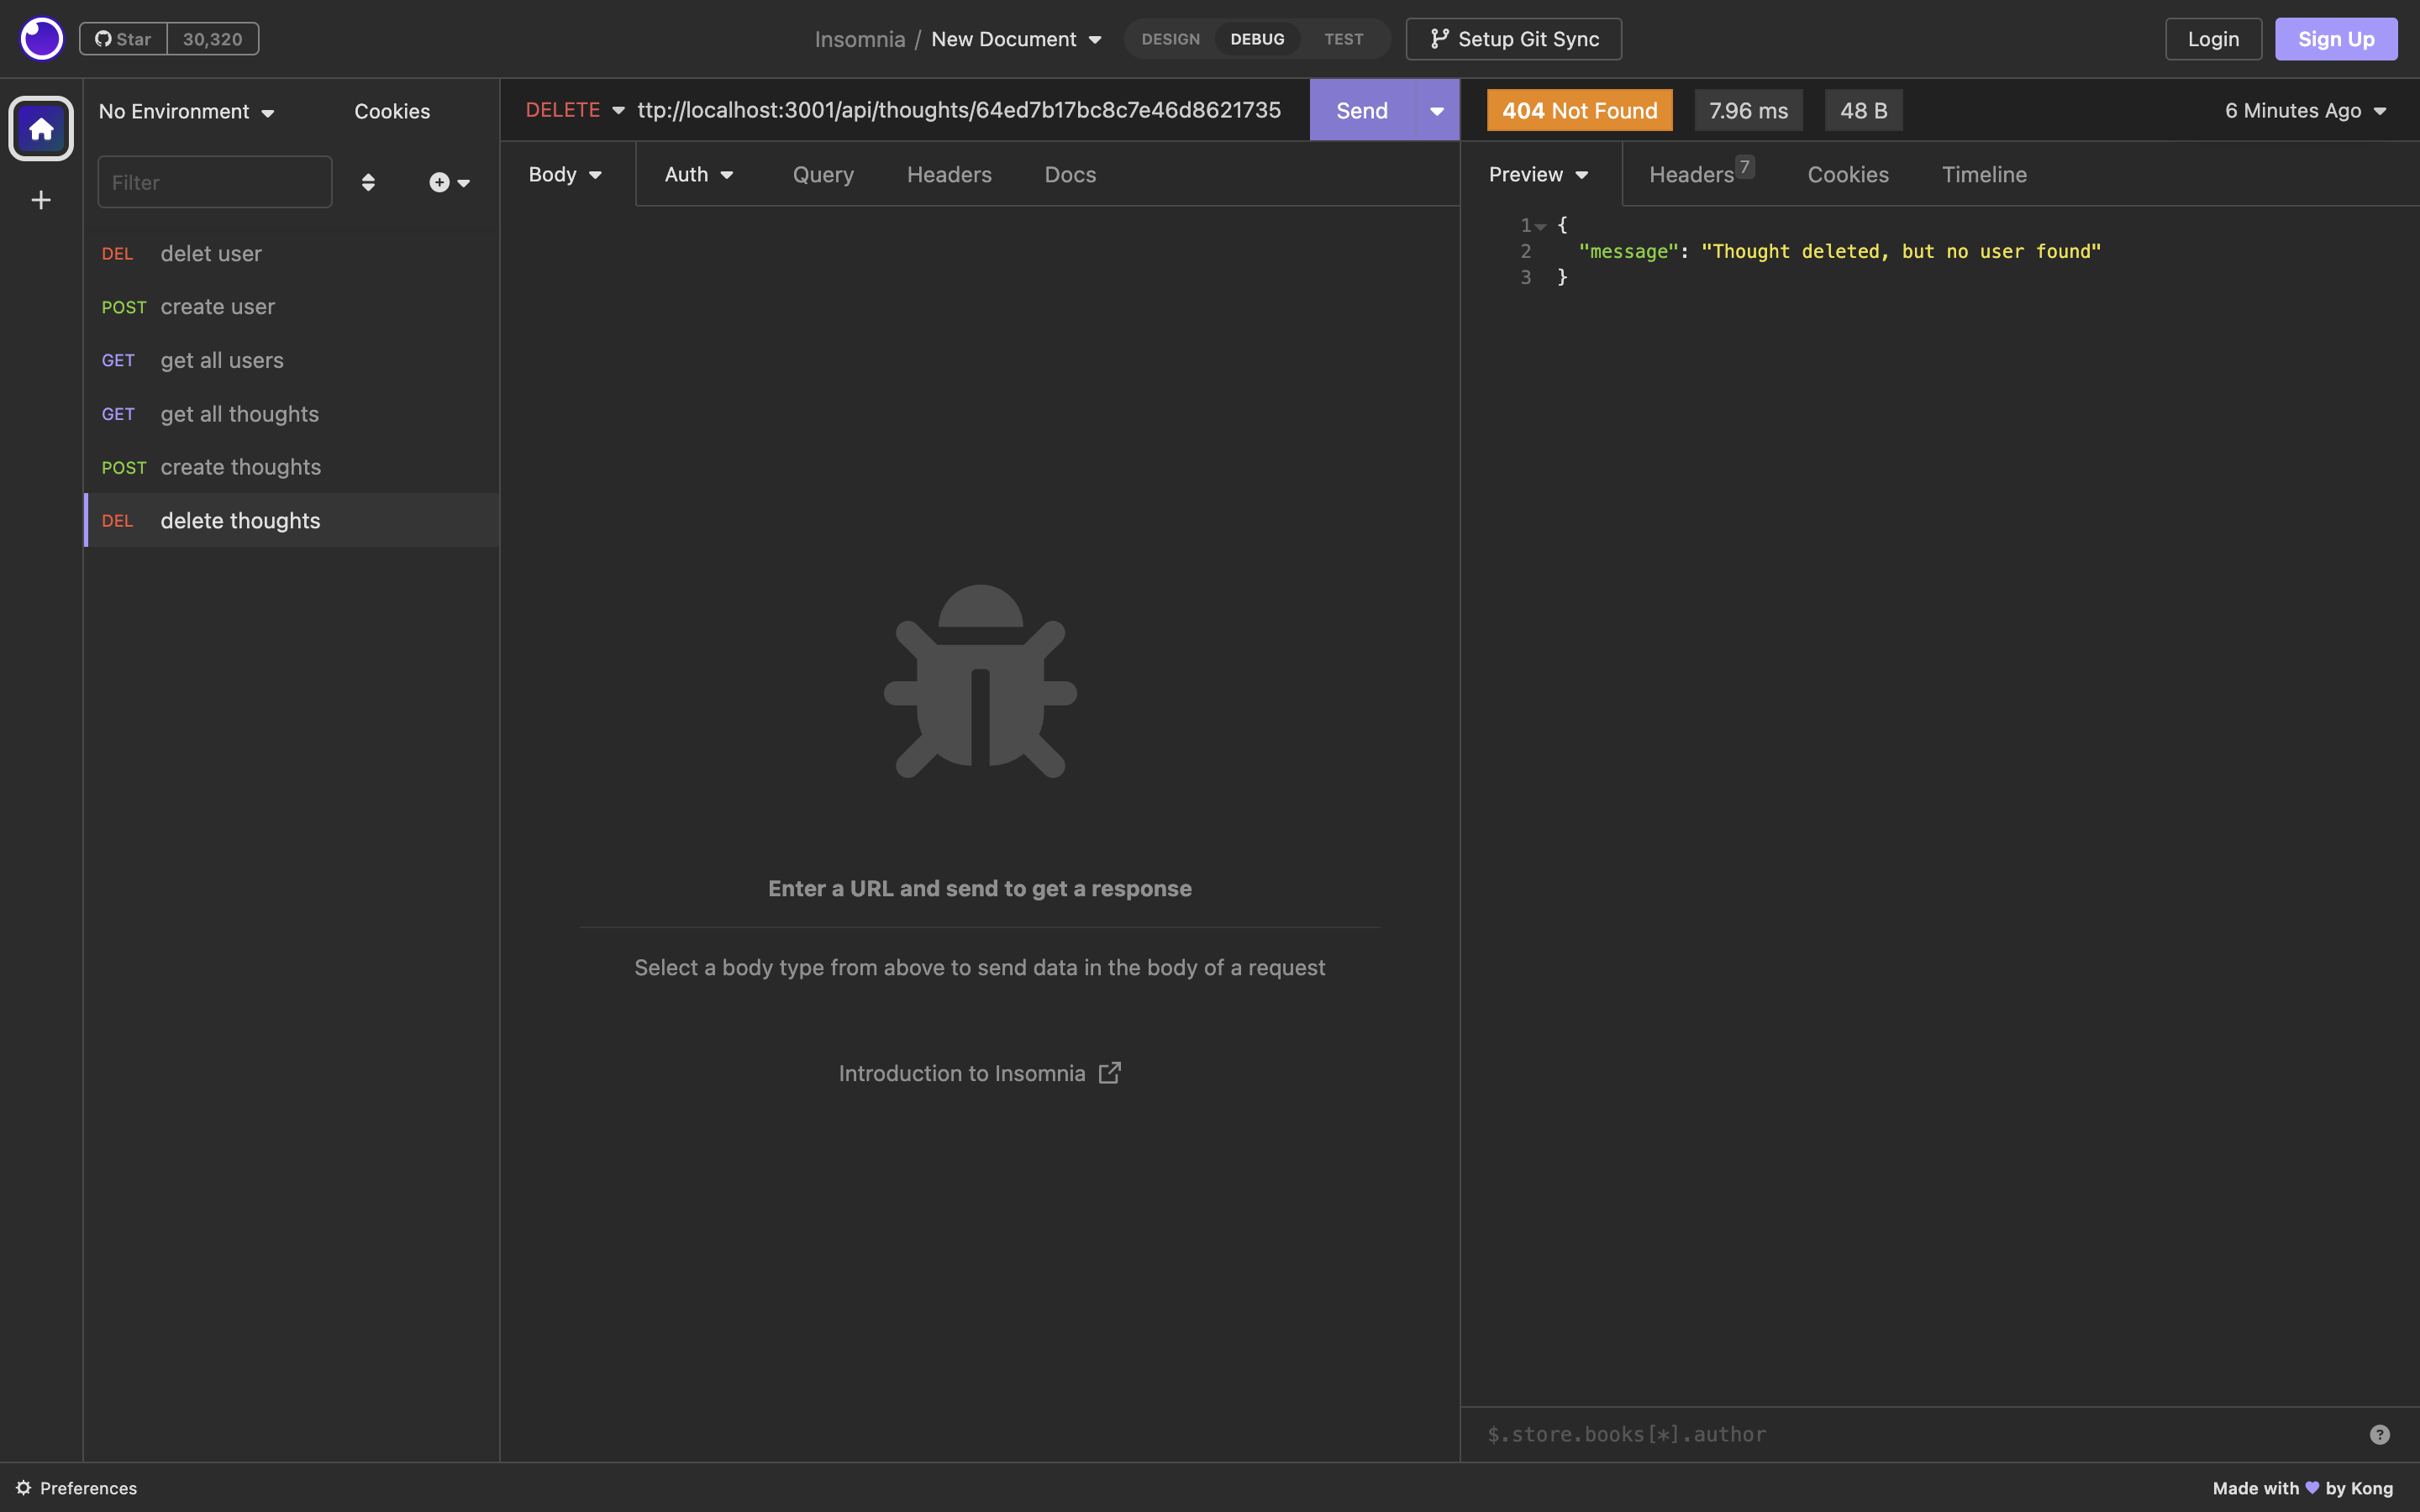 Star 30,320
Insomnia / New Document
DESIGN DEBUG TEST
Setup Git Sync
Login
Sign Up
No Environment
Cookies
Filter
DEL delet user
POST create user
GET get all users
GET get all thoughts
POST create thoughts
DEL delete thoughts
DELETE ttp://localhost:3001/api/thoughts/64ed7b17bc8c7e46d8621735 Send
Body Auth Query Headers Docs
Enter a URL and send to get a response
Select a body type from above to send data in the body of a request
Introduction to Insomnia
404 Not Found 7.96 ms 48 B 6 Minutes Ago
Preview Headers 7 Cookies Timeline
1 {
2 "message": "Thought deleted, but no user found"
3 }
$.store.books[*].author ?
Preferences
Made with 💜 by Kong